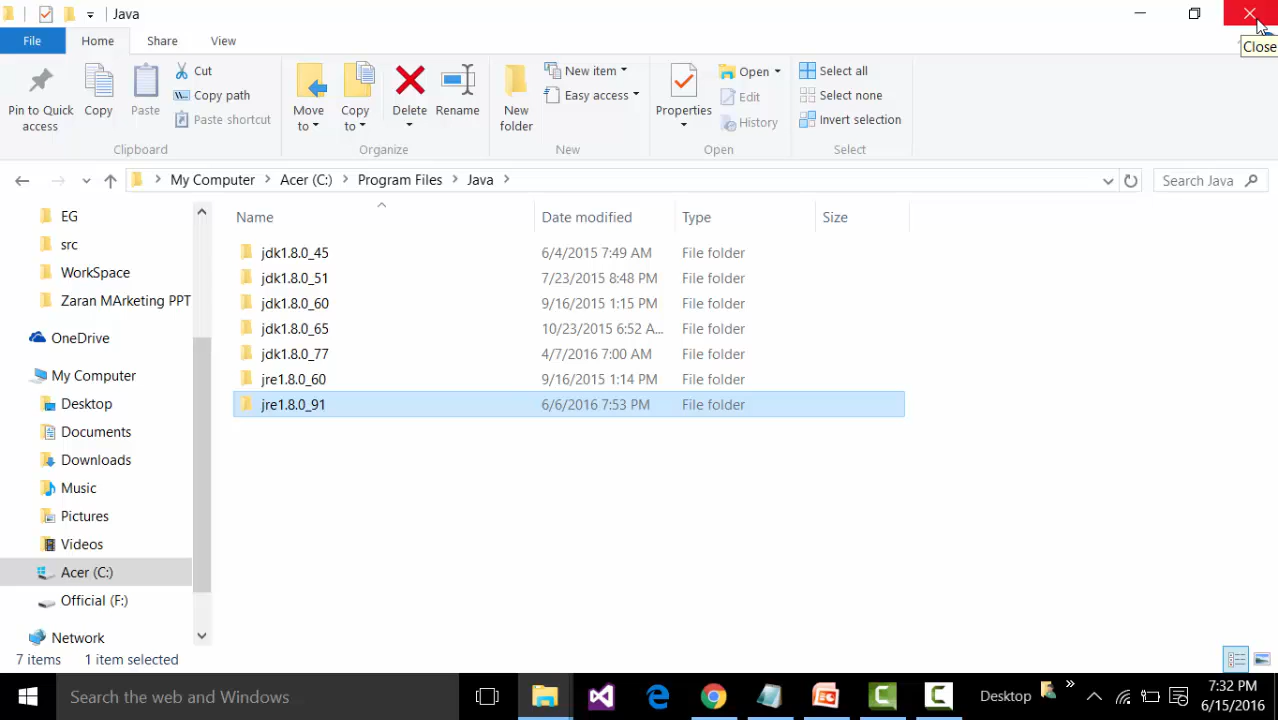 Java
Close
File Home Share View
Pin to Quick access
Copy
Paste
Cut
Copy path
Paste shortcut
Clipboard
Move to
Copy to
Delete
Rename
Organize
New folder
New item
Easy access
New
Properties
Open
Edit
History
Open
Select all
Select none
Invert selection
Select
My Computer Acer (C:) Program Files Java
Search Java
EG
src
WorkSpace
Zaran MArketing PPT
OneDrive
My Computer
Desktop
Documents
Downloads
Music
Pictures
Videos
Acer (C:)
Official (F:)
Network
Name Date modified Type Size
jdk1.8.0_45 6/4/2015 7:49 AM File folder
jdk1.8.0_51 7/23/2015 8:48 PM File folder
jdk1.8.0_60 9/16/2015 1:15 PM File folder
jdk1.8.0_65 10/23/2015 6:52 A... File folder
jdk1.8.0_77 4/7/2016 7:00 AM File folder
jre1.8.0_60 9/16/2015 1:14 PM File folder
jre1.8.0_91 6/6/2016 7:53 PM File folder
7 items 1 item selected
Search the web and Windows
Desktop
7:32 PM
6/15/2016